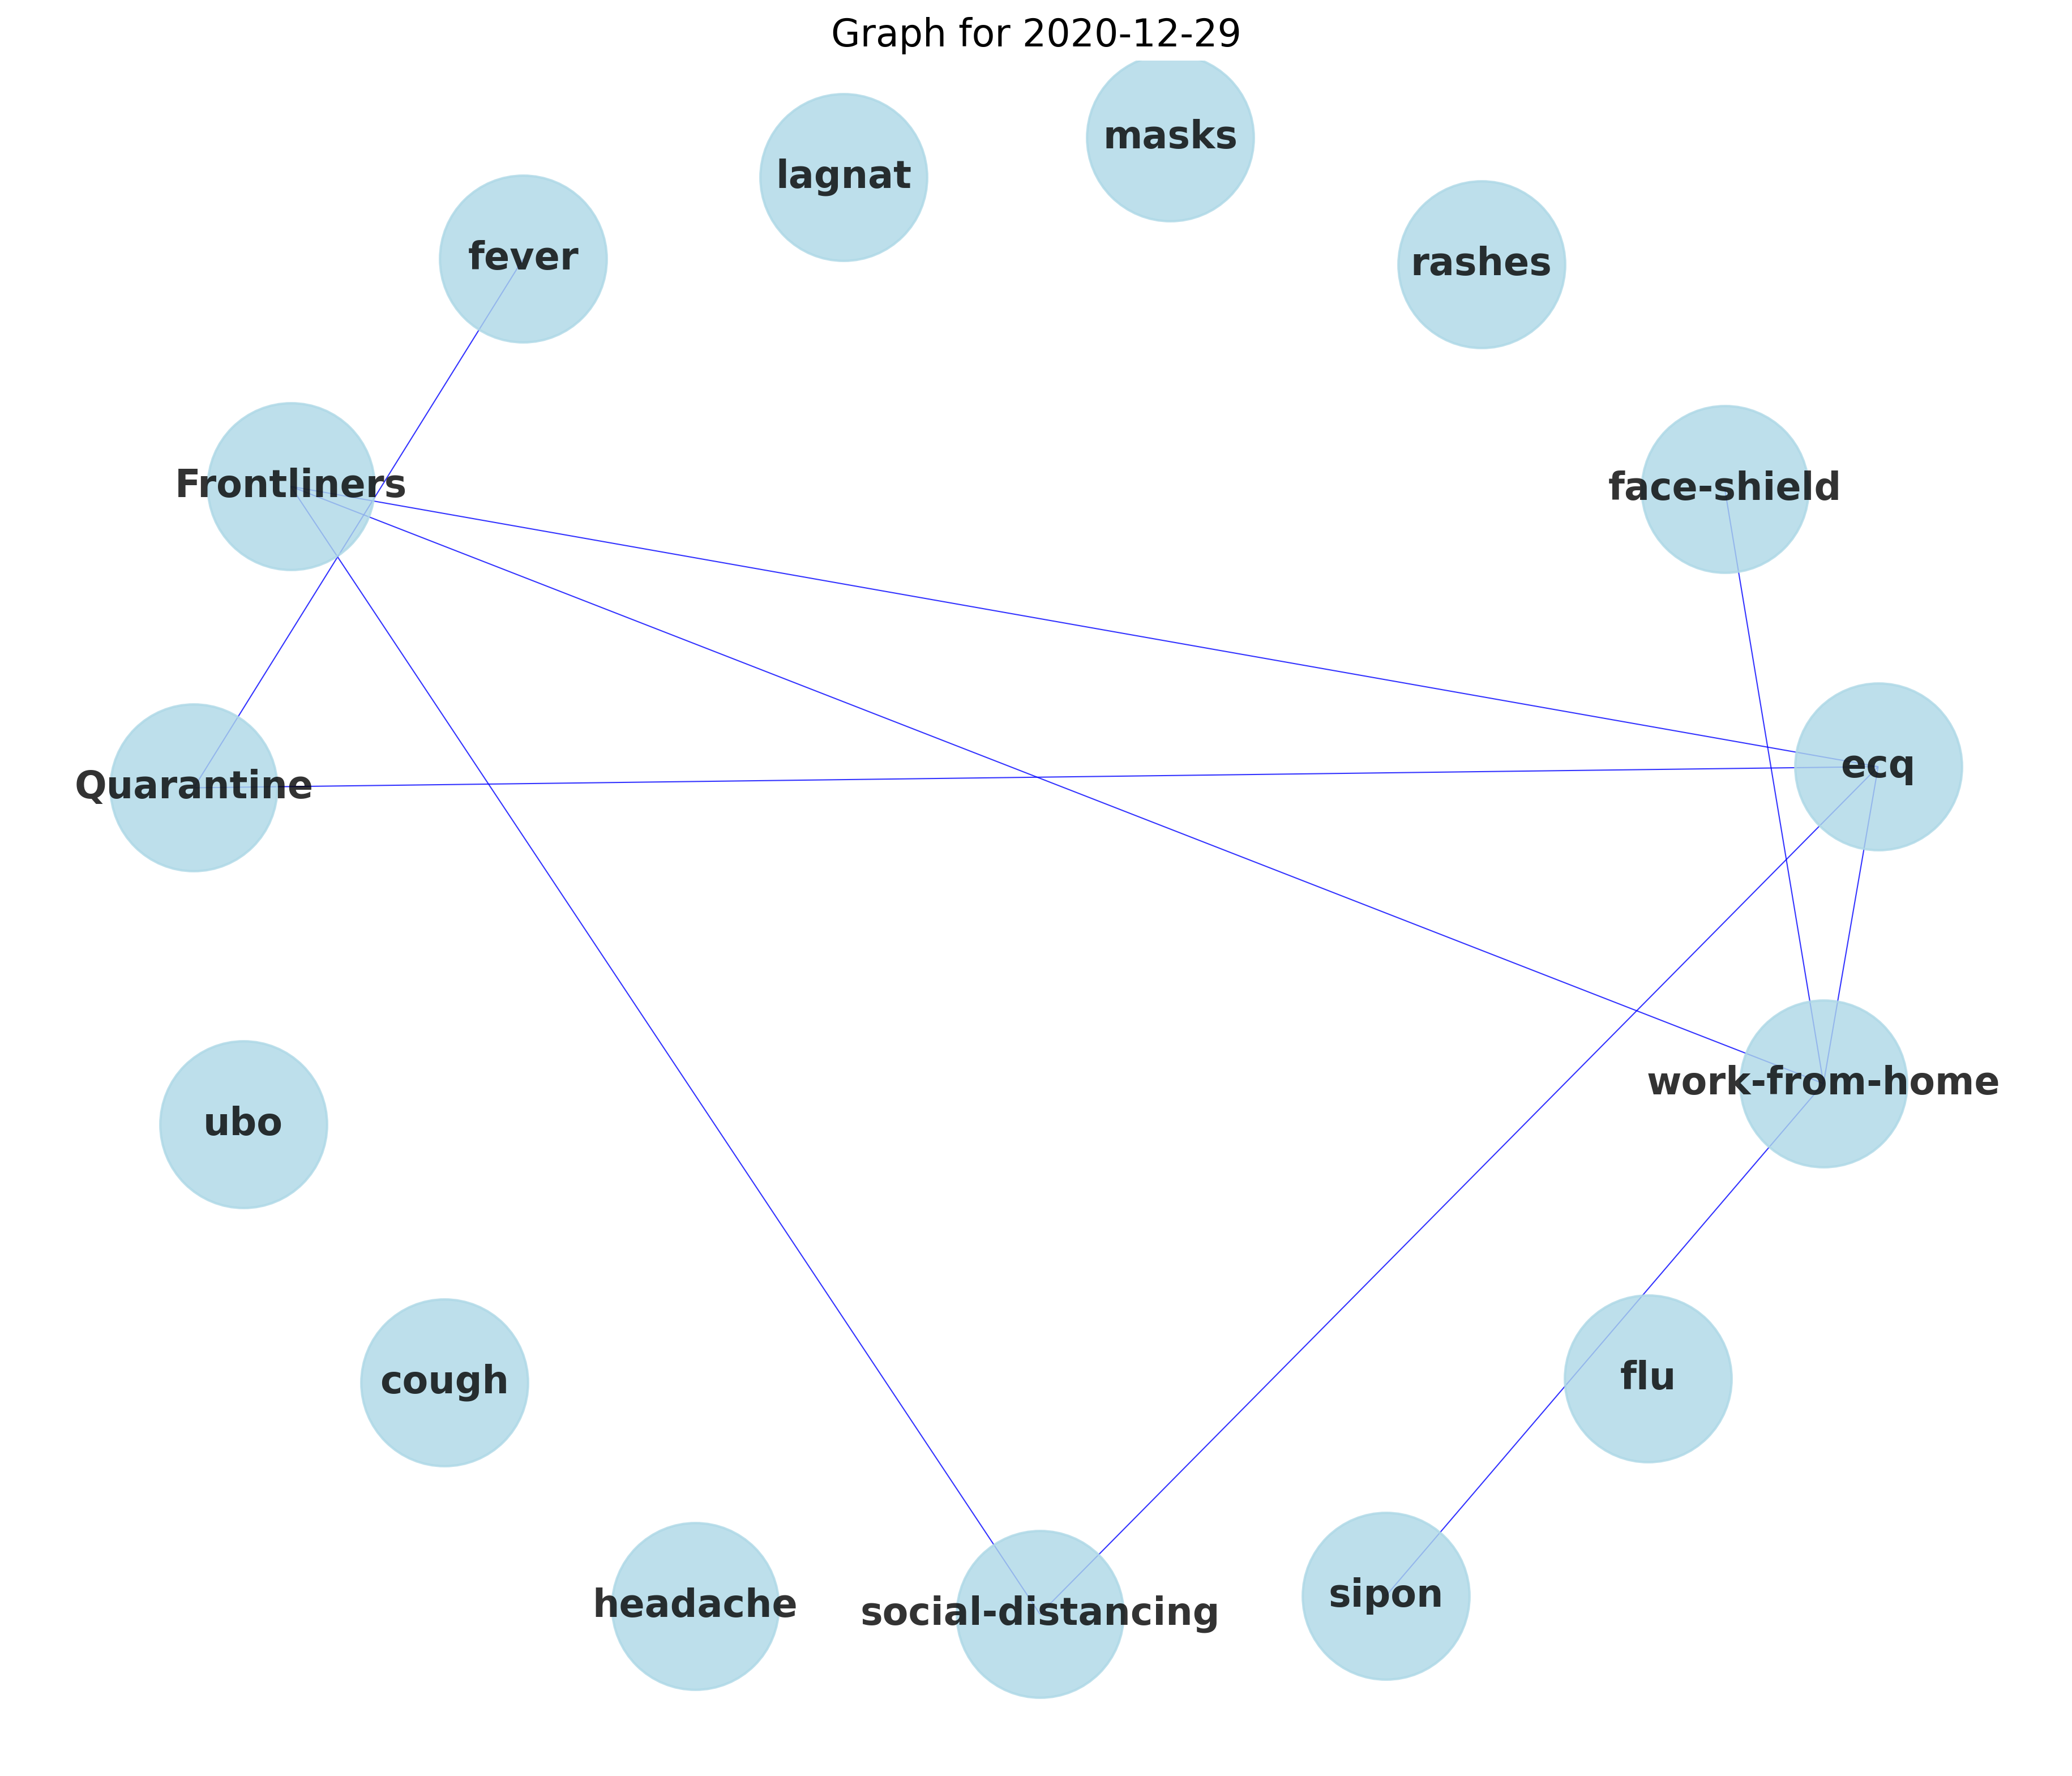 Graph for 2020-12-29
masks
lagnat
fever
rashes
Frontliners
face-shield
ecq
Quarantine
work-from-home
ubo
flu
cough
sipon
headache
social-distancing